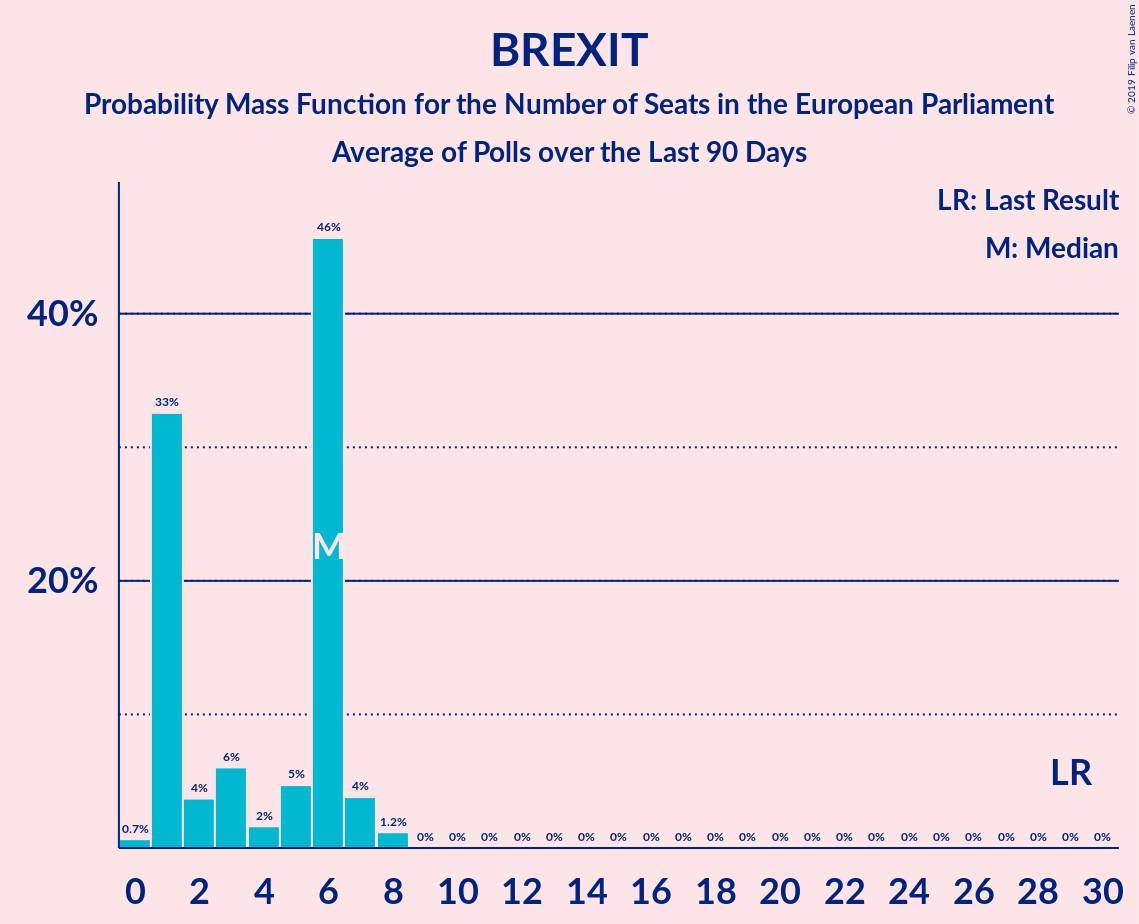 BREXIT
Probability Mass Function for the Number of Seats in the European Parliament
Average of Polls over the Last 90 Days
© 2019 Filip van Laenen
LR: Last Result
M: Median
40%
20%
0.7% 33% 4% 6% 2% 5% 46% 4% 1.2% 0% 0% 0% 0% 0% 0% 0% 0% 0% 0% 0% 0% 0% 0% 0% 0% 0% 0% 0% 0% 0% 0%
M
LR
0 2 4 6 8 10 12 14 16 18 20 22 24 26 28 30